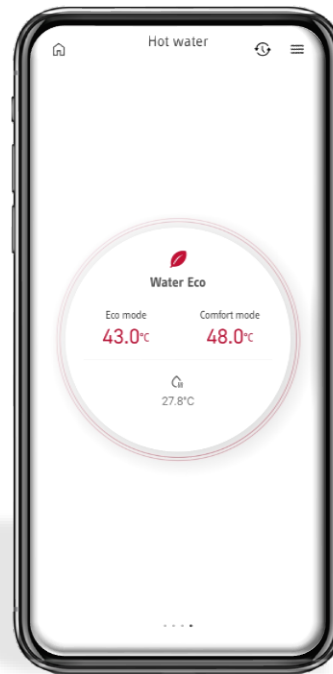 Hot water
Water Eco
Eco mode
Comfort mode
43.0°C
48.0°C
27.8°C